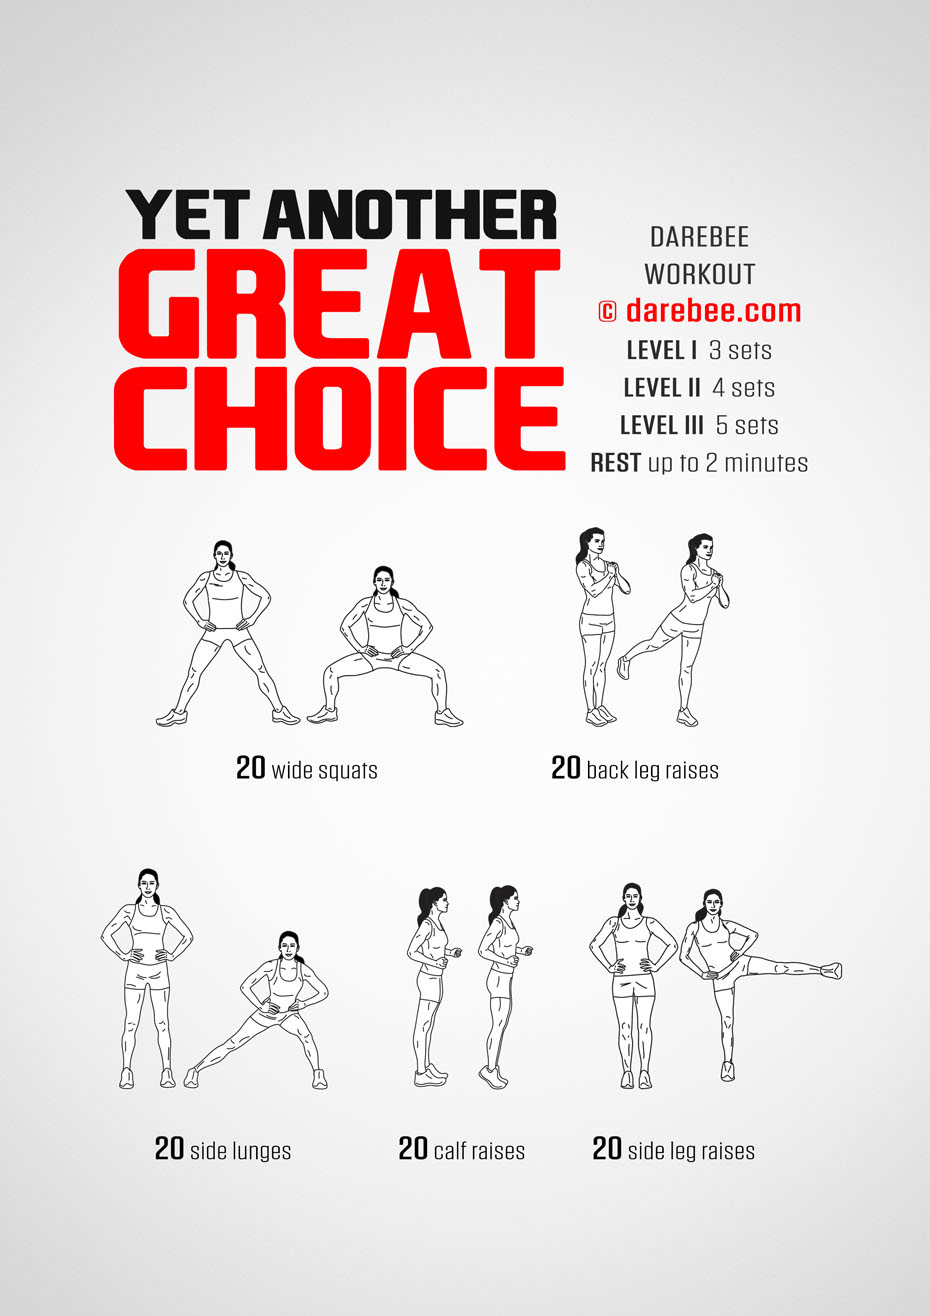 YET ANOTHER
GREAT
CHOICE
DAREBEE
WORKOUT
© darebee.com
LEVEL I 3 sets
LEVEL II 4 sets
LEVEL III 5 sets
REST up to 2 minutes
20 wide squats
20 back leg raises
20 side lunges
20 calf raises
20 side leg raises